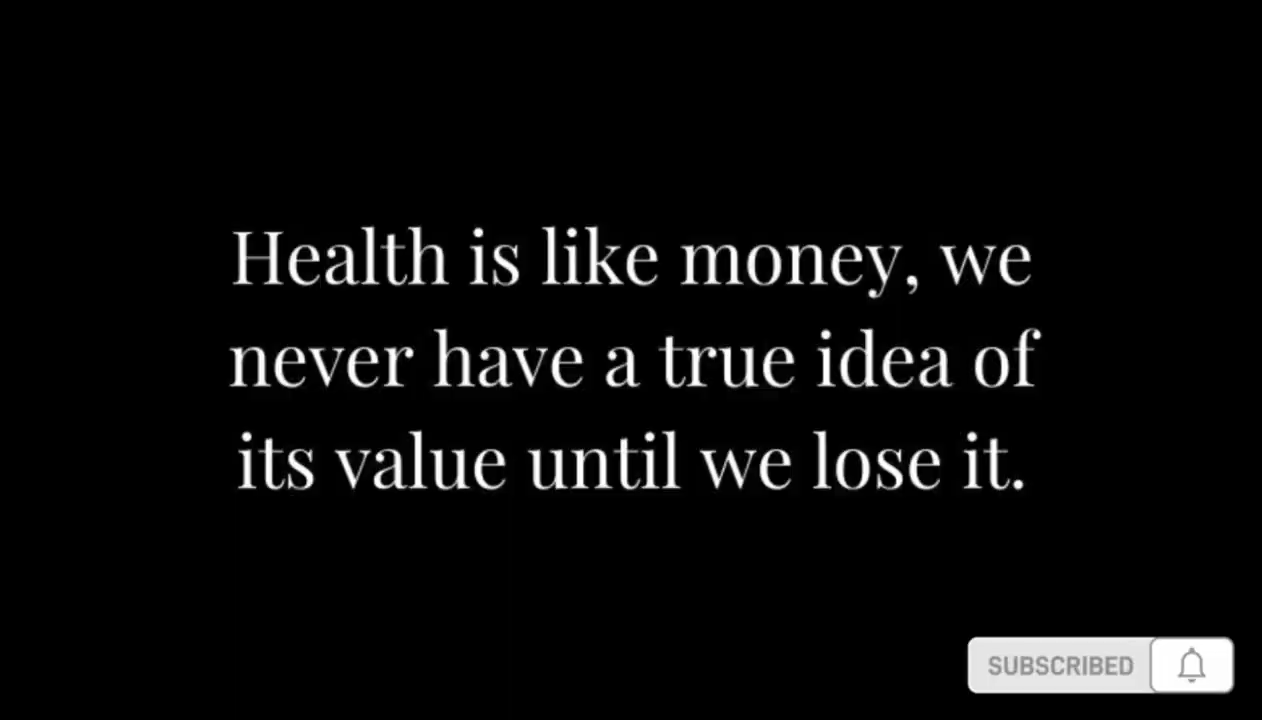 Health is like money, we
never have a true idea of
its value until we lose it.
SUBSCRIBED